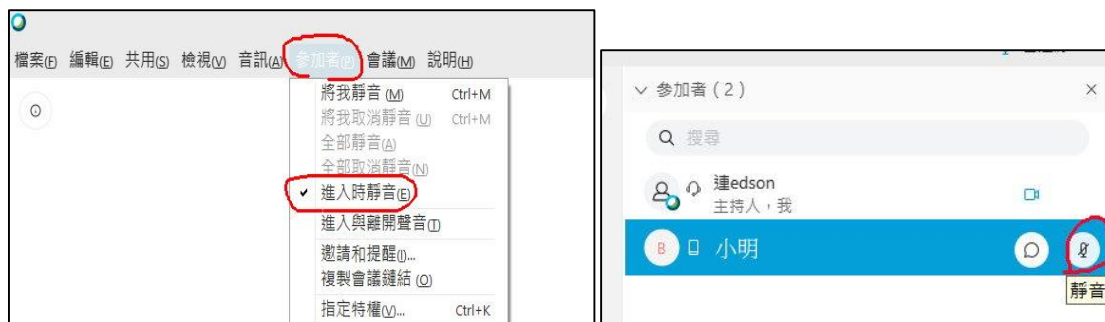 檔案(F) 編輯(E) 共用(S) 檢視(V) 音訊(A) 參加者(P) 會議(M) 說明(H)
將我靜音 (M) Ctrl+M
將我取消靜音 (U) Ctrl+M
全部靜音(A)
全部取消靜音(N)
進入時靜音(E)
進入與離開聲音(T)
邀請和提醒(I)...
複製會議鏈結 (O)
指定特權(V)... Ctrl+K
參加者 ( 2 )
搜尋
連edson
主持人，我
B 小明
靜音